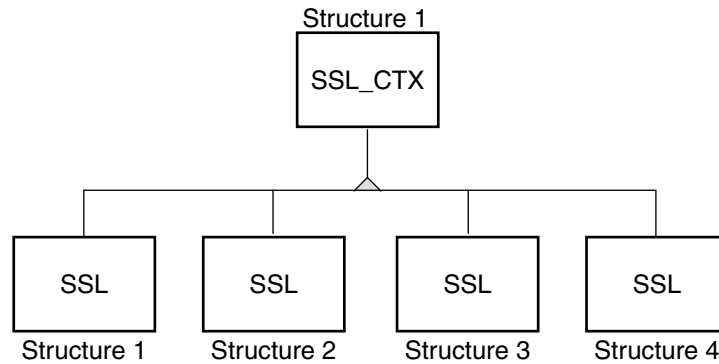 Structure 1
SSL_CTX
SSL
SSL
SSL
SSL
Structure 1
Structure 2
Structure 3
Structure 4